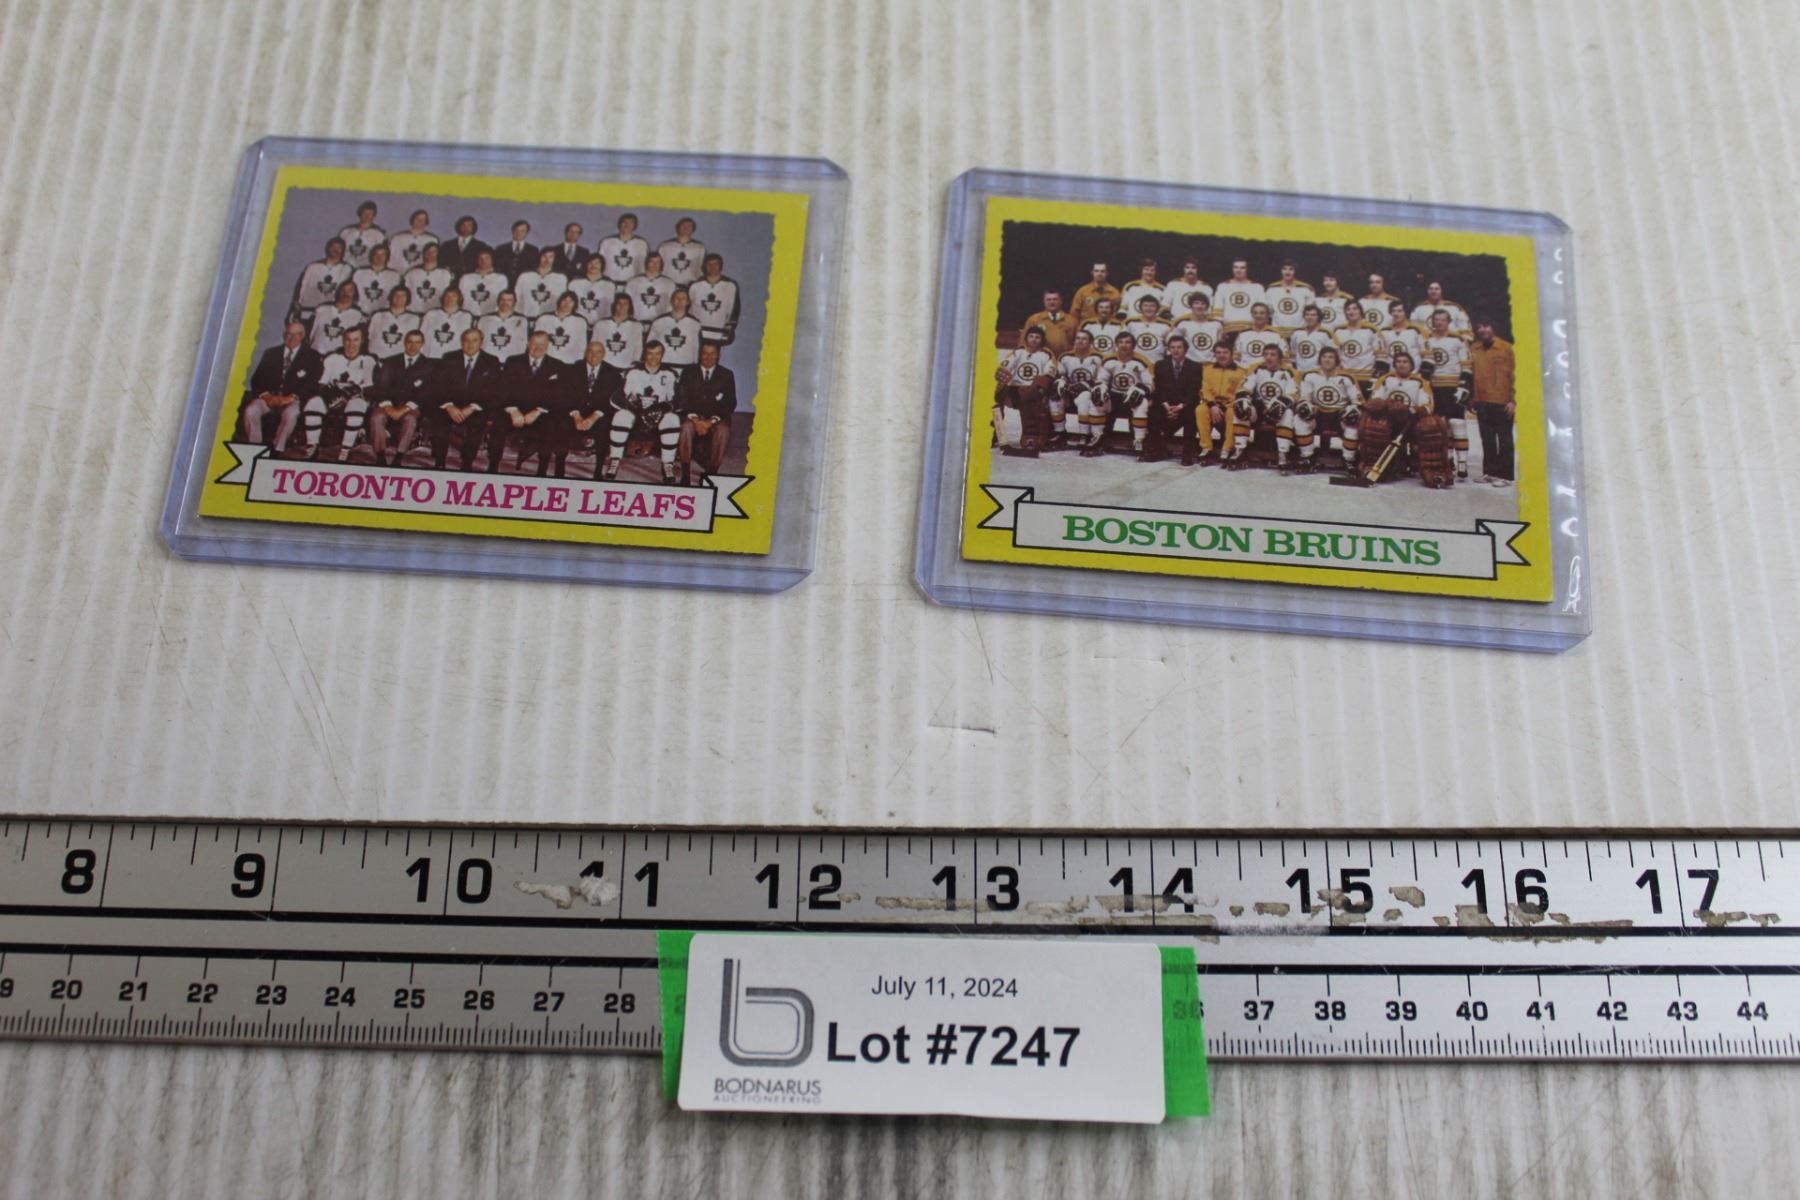 TORONTO MAPLE LEAFS
BOSTON BRUINS
8 9 10 11 12 13 14 15 16 17
20 21 22 23 24 25 26 27 28 36 37 38 39 40 41 42 43 44
July 11, 2024
Lot #7247
BODNARUS
AUCTIONEERING